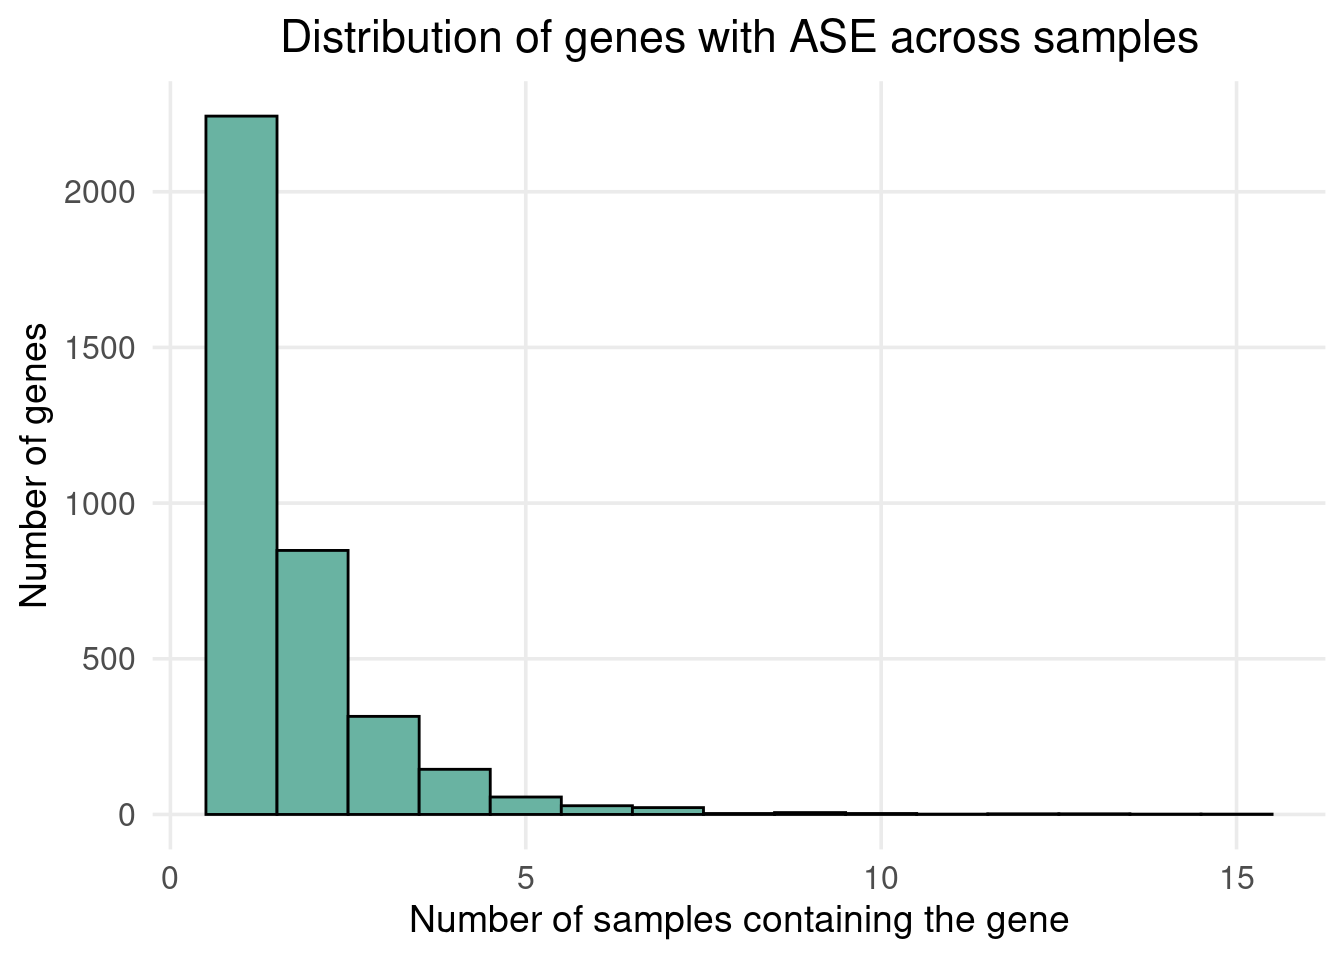 Distribution of genes with ASE across samples
Number of genes
2000
1500
1000
500
0
0 5 10 15
Number of samples containing the gene